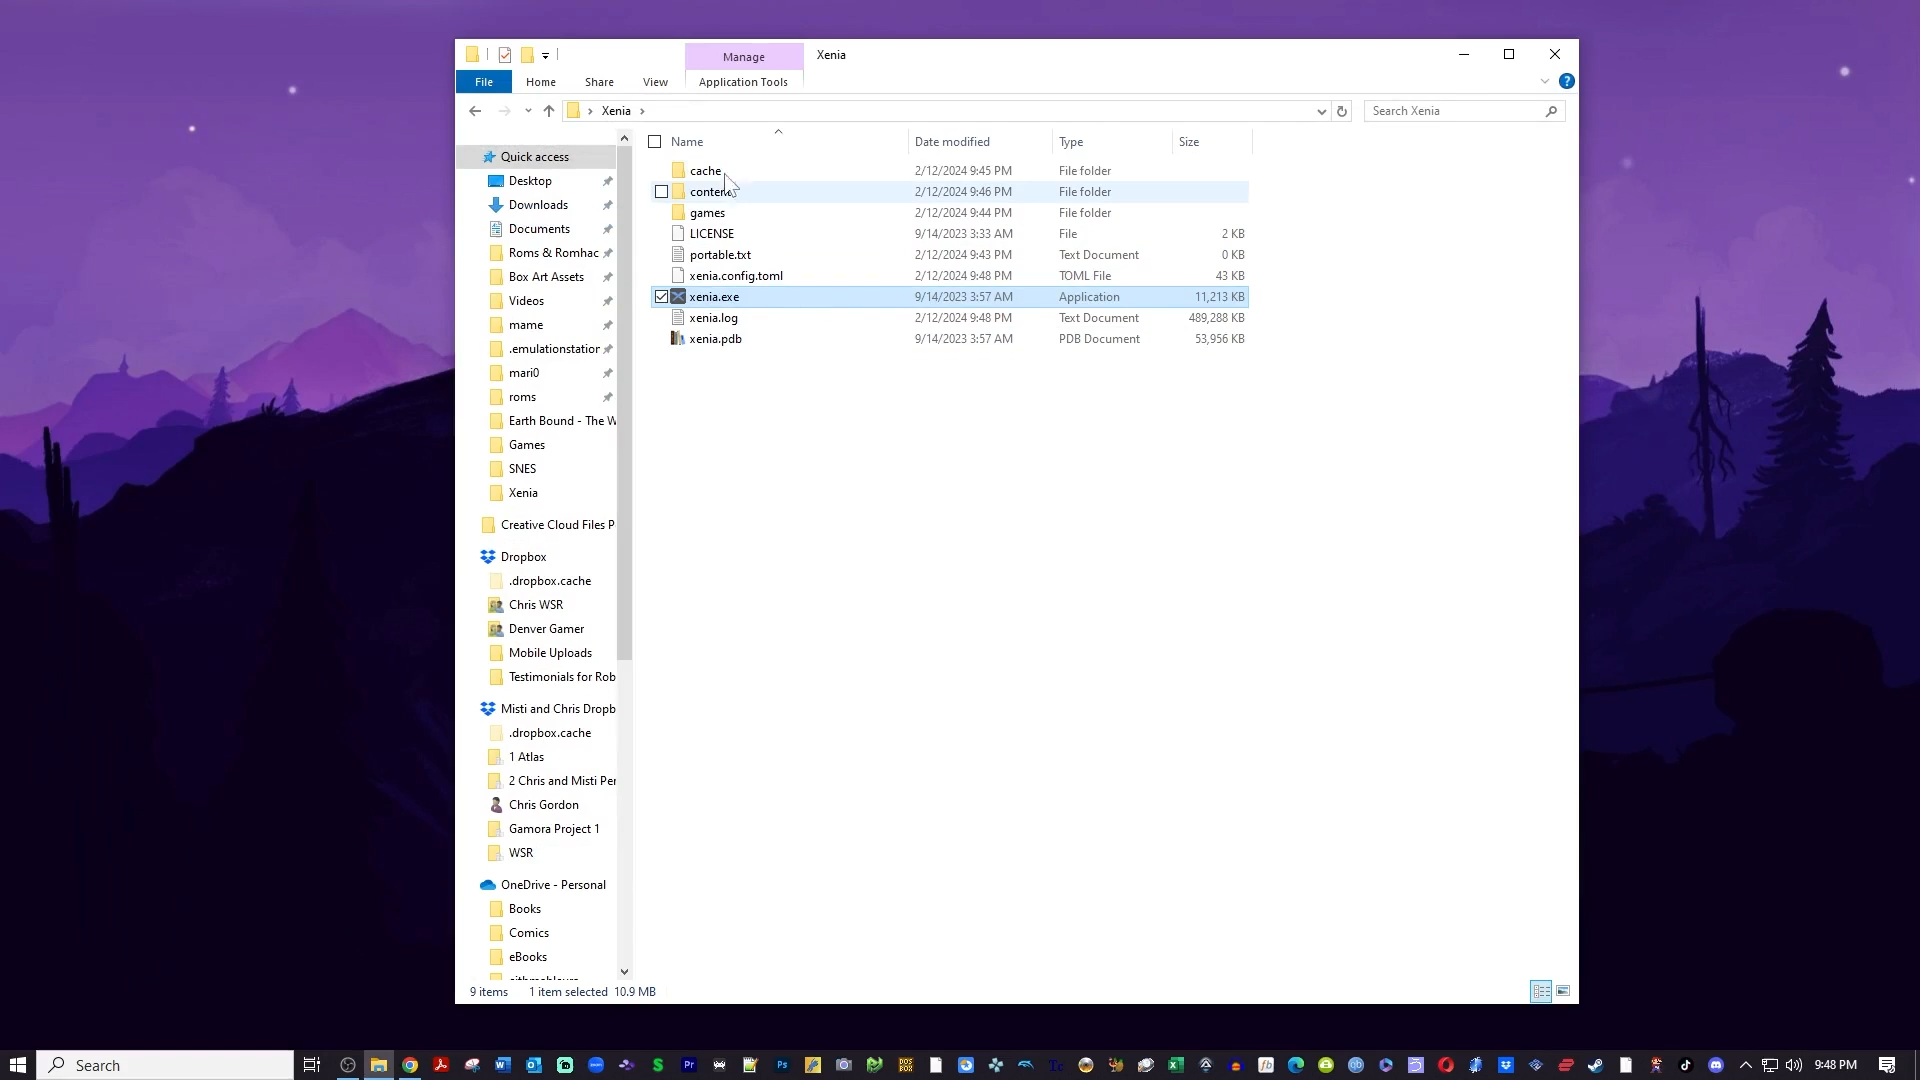 Manage
Xenia
File
Home
Share
View
Application Tools
Xenia
Search Xenia
Name
Date modified
Type
Size
Quick access
Desktop
Downloads
Documents
Roms & Romhac
Box Art Assets
Videos
mame
.emulationstation
mari0
roms
Earth Bound - The W
Games
SNES
Xenia
Creative Cloud Files P
Dropbox
.dropbox.cache
Chris WSR
Denver Gamer
Mobile Uploads
Testimonials for Rob
Misti and Chris Dropb
.dropbox.cache
1 Atlas
2 Chris and Misti Per
Chris Gordon
Gamora Project 1
WSR
OneDrive - Personal
Books
Comics
eBooks
cache 2/12/2024 9:45 PM File folder
content 2/12/2024 9:46 PM File folder
games 2/12/2024 9:44 PM File folder
LICENSE 9/14/2023 3:33 AM File 2 KB
portable.txt 2/12/2024 9:43 PM Text Document 0 KB
xenia.config.toml 2/12/2024 9:48 PM TOML File 43 KB
xenia.exe 9/14/2023 3:57 AM Application 11,213 KB
xenia.log 2/12/2024 9:48 PM Text Document 489,288 KB
xenia.pdb 9/14/2023 3:57 AM PDB Document 53,956 KB
9 items 1 item selected 10.9 MB
Search
9:48 PM